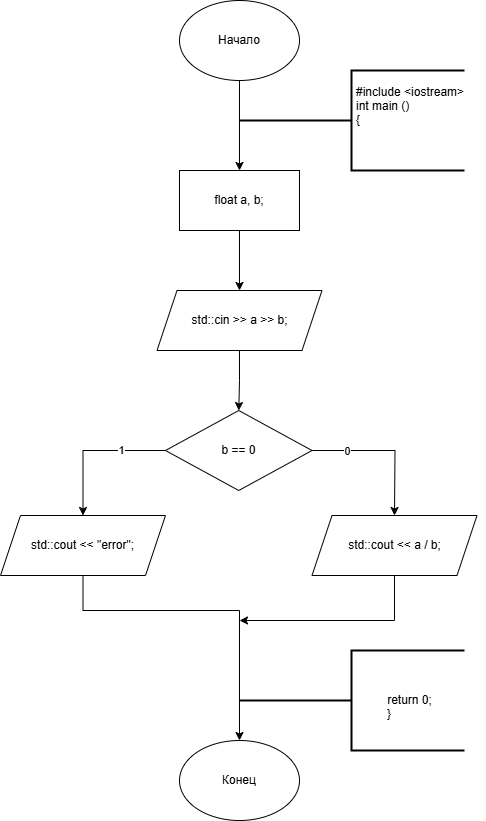 Начало
#include <iostream>
int main ()
{
float a, b;
std::cin >> a >> b;
b == 0
1
0
std::cout << "error";
std::cout << a / b;
return 0;
}
Конец